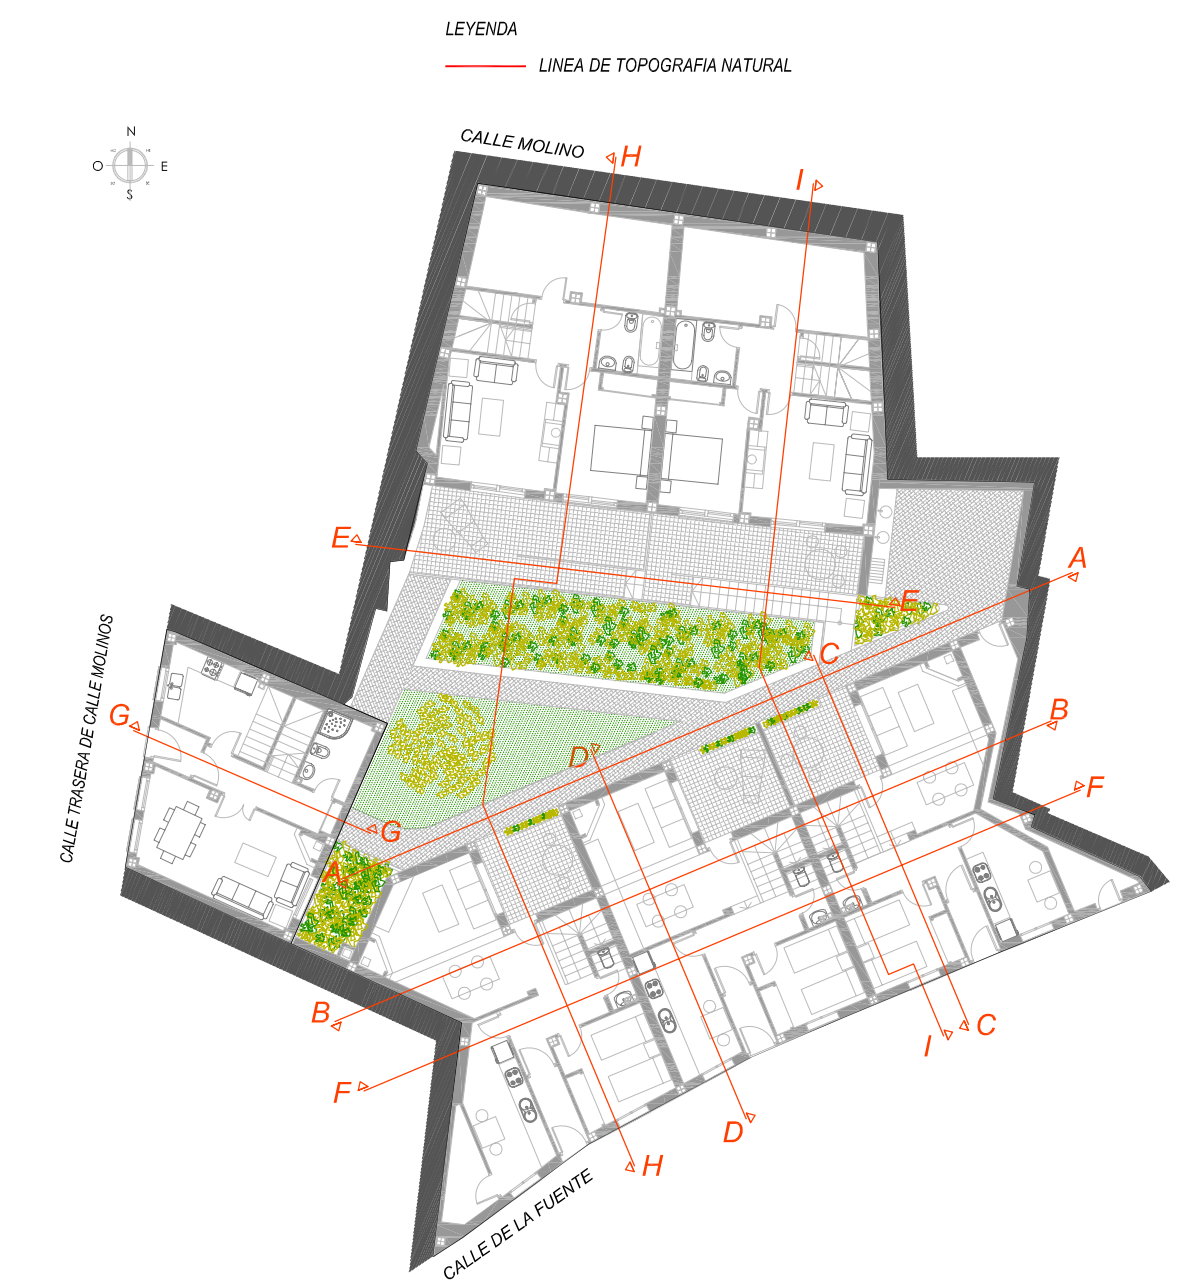 LEYENDA
LINEA DE TOPOGRAFIA NATURAL
N
O E
S
CALLE MOLINO
H
I
E
A
E
C
CALLE TRASERA DE CALLE MOLINOS
G
B
D
F
G
A
B
I
C
F
D
H
CALLE DE LA FUENTE